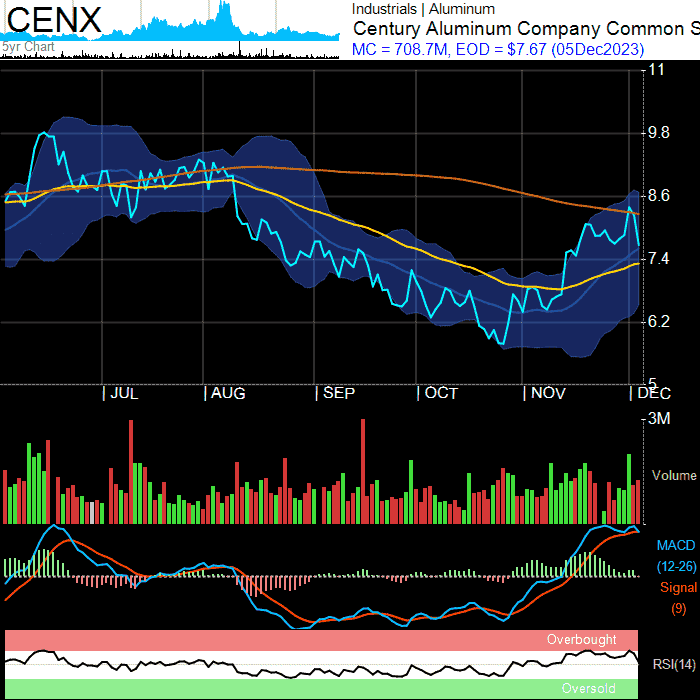 CENX
5yr Chart
Industrials | Aluminum
Century Aluminum Company Common S
MC = 708.7M, EOD = $7.67 (05Dec2023)
11
9.8
8.6
7.4
6.2
5
JUL AUG SEP OCT NOV DEC
3M
Volume
MACD
(12-26)
Signal
(9)
Overbought
RSI(14)
Oversold